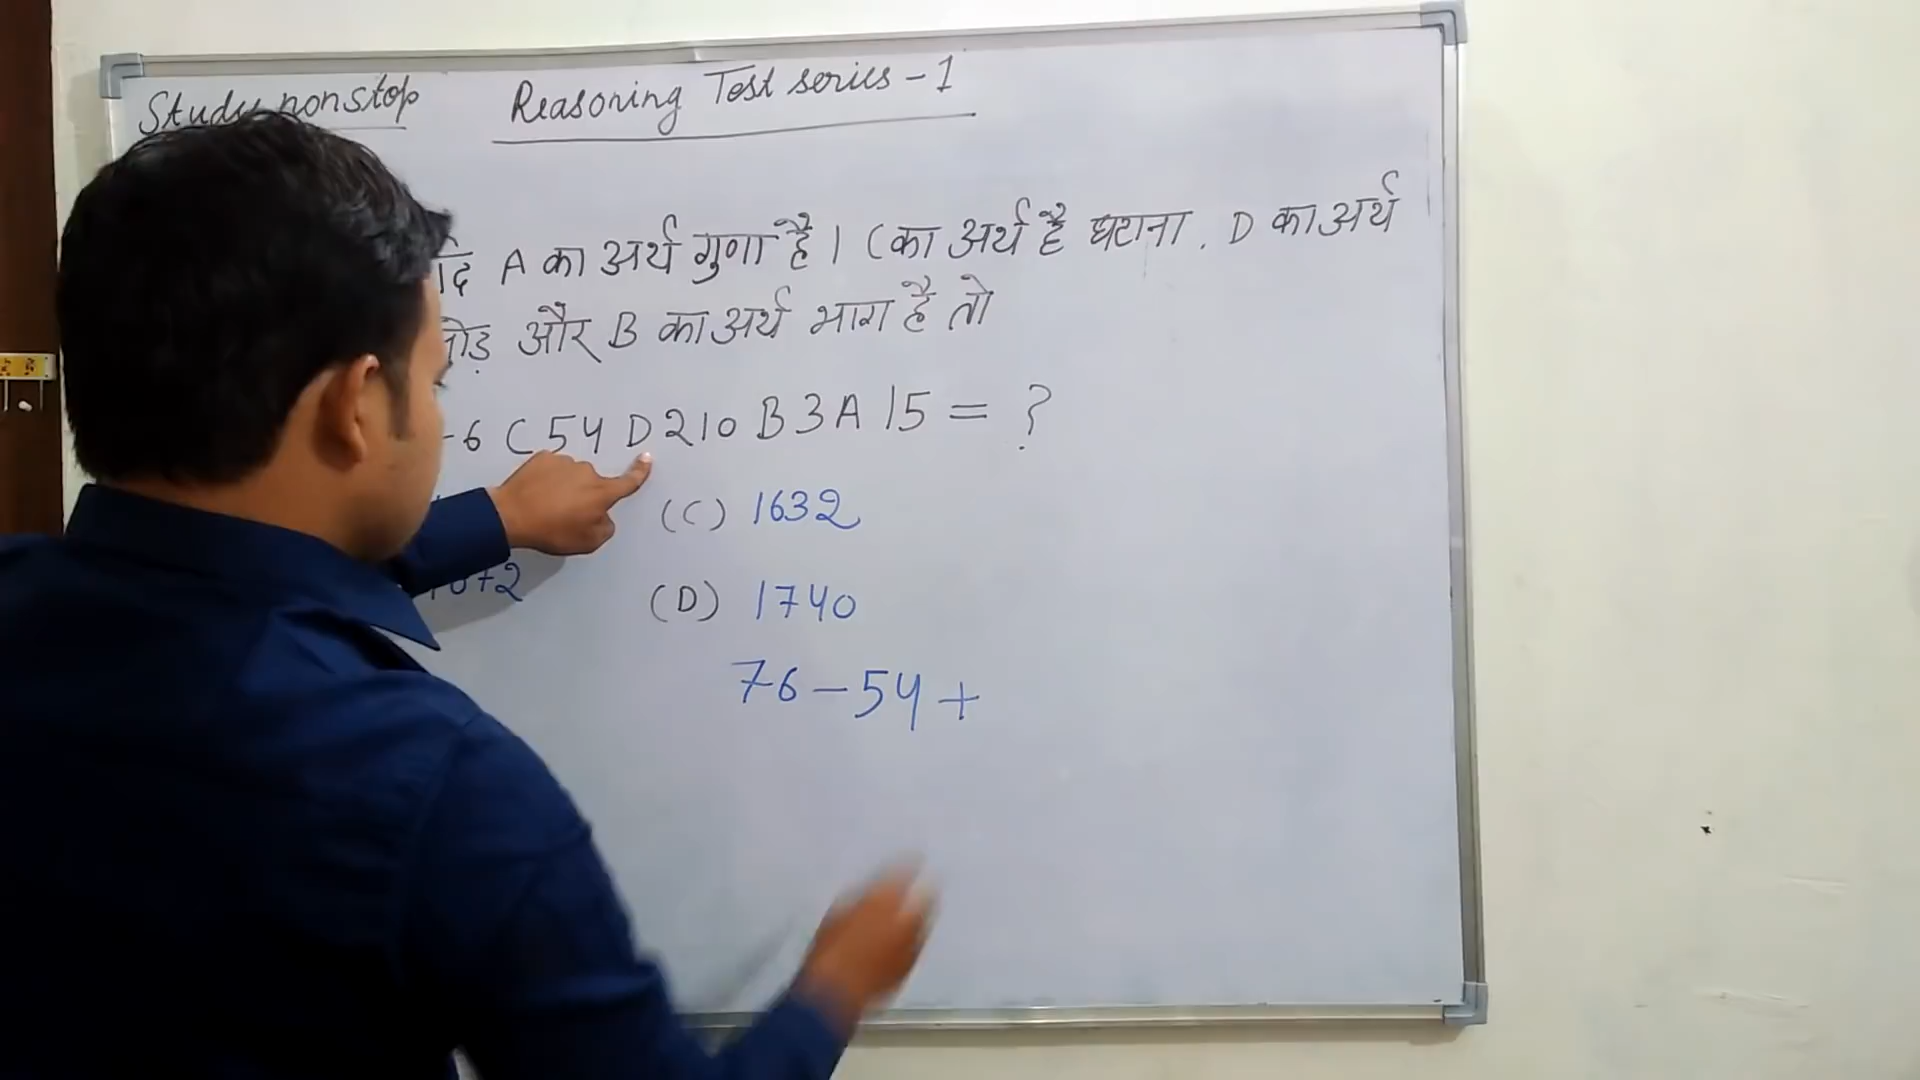 Study nonstop Reasoning Test series - 1
A का अर्थ गुणा है। C का अर्थ है घटाना. D का अर्थ
और B का अर्थ भाग है तो
6 C 54 D 210 B 3 A 15 = ?
(C) 1632
(D) 1740
76 - 54 +